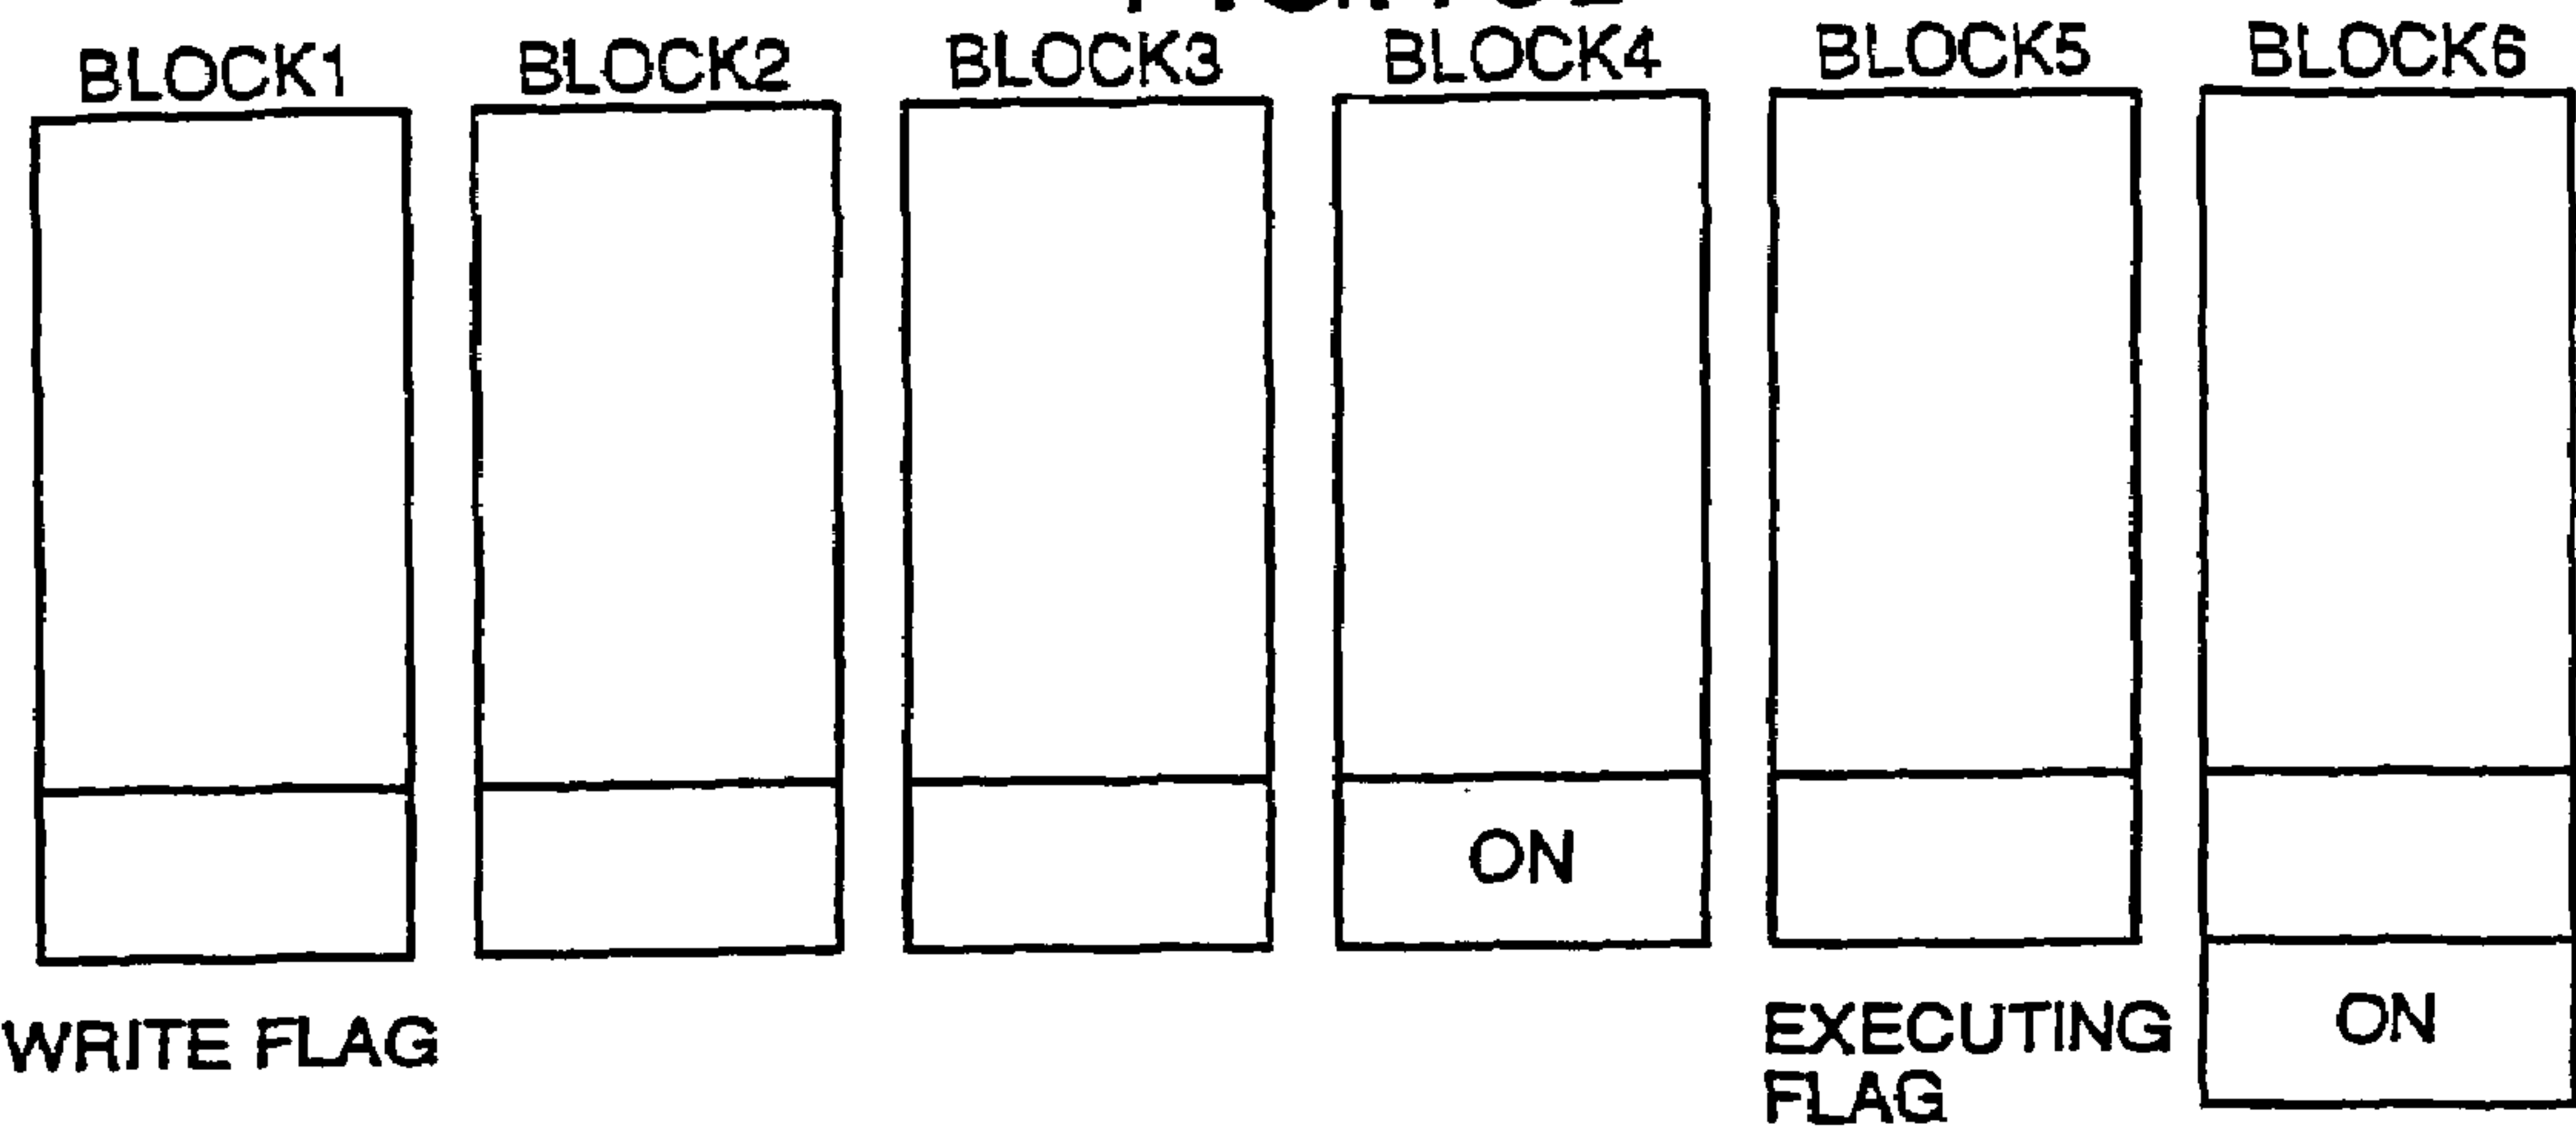 BLOCK1 BLOCK2 BLOCK3 BLOCK4 BLOCK5 BLOCK6
ON
WRITE FLAG
EXECUTING
FLAG
ON